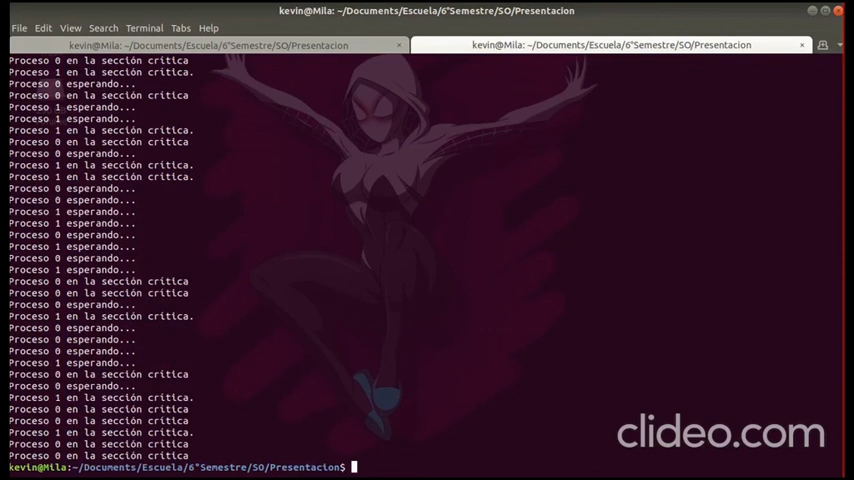 kevin@Mila: ~/Documents/Escuela/6°Semestre/SO/Presentacion
File Edit View Search Terminal Tabs Help
kevin@Mila: ~/Documents/Escuela/6°Semestre/SO/Presentacion × kevin@Mila: ~/Documents/Escuela/6°Semestre/SO/Presentacion ×
Proceso 0 en la sección critica
Proceso 1 en la sección critica.
Proceso 0 esperando...
Proceso 0 en la sección critica
Proceso 1 esperando...
Proceso 1 esperando...
Proceso 1 en la sección critica.
Proceso 0 en la sección critica
Proceso 0 esperando...
Proceso 1 en la sección critica.
Proceso 1 en la sección critica.
Proceso 0 esperando...
Proceso 0 esperando...
Proceso 1 esperando...
Proceso 1 esperando...
Proceso 0 esperando...
Proceso 1 esperando...
Proceso 0 esperando...
Proceso 1 esperando...
Proceso 0 en la sección critica
Proceso 0 en la sección critica
Proceso 0 esperando...
Proceso 1 en la sección critica.
Proceso 0 esperando...
Proceso 0 esperando...
Proceso 0 esperando...
Proceso 1 esperando...
Proceso 0 en la sección critica
Proceso 0 esperando...
Proceso 1 en la sección critica.
Proceso 0 en la sección critica
Proceso 0 en la sección critica
Proceso 1 en la sección critica.
Proceso 0 en la sección critica
Proceso 0 en la sección critica
kevin@Mila:~/Documents/Escuela/6°Semestre/SO/Presentacion$
clideo.com